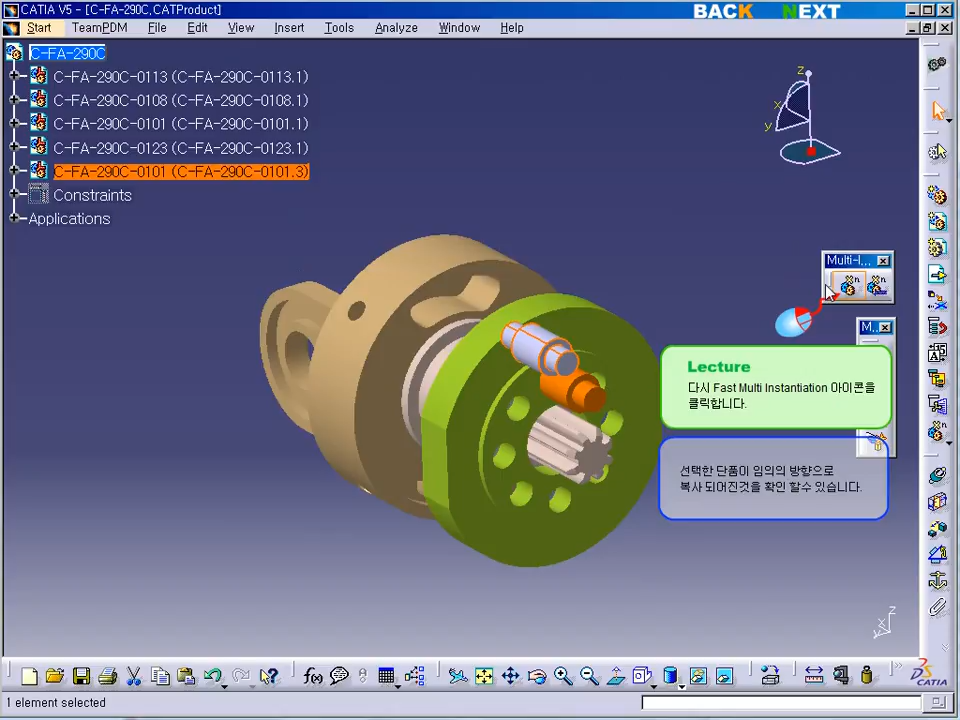 CATIA V5 - [C-FA-290C,CATProduct]
BACK NEXT
Start TeamPDM File Edit View Insert Tools Analyze Window Help
C-FA-290C
C-FA-290C-0113 (C-FA-290C-0113.1)
C-FA-290C-0108 (C-FA-290C-0108.1)
C-FA-290C-0101 (C-FA-290C-0101.1)
C-FA-290C-0123 (C-FA-290C-0123.1)
C-FA-290C-0101 (C-FA-290C-0101.3)
Constraints
Applications
z
x
y
Multi-I...
M...
Lecture
다시 Fast Multi Instantiation 아이콘을
클릭합니다.
선택한 단품이 임의의 방향으로
복사 되어진것을 확인 할수 있습니다.
z
x
y
f(x)
CATIA
1 element selected